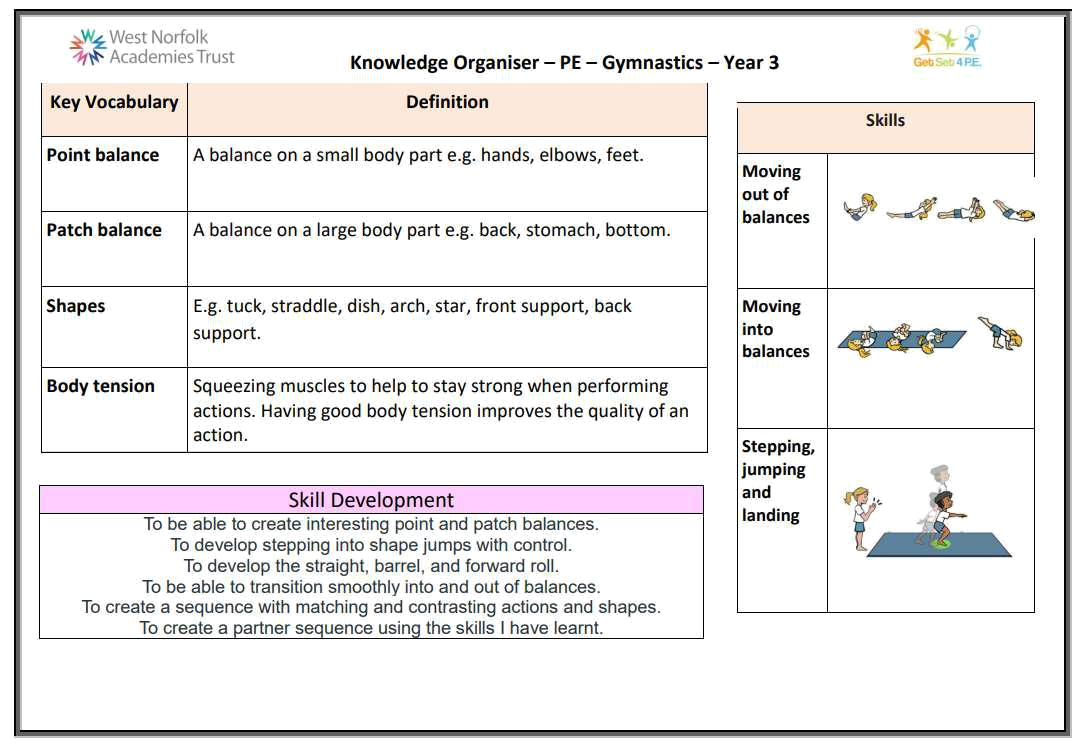 West Norfolk
Academies Trust
Get Set 4 P.E.
Knowledge Organiser – PE – Gymnastics – Year 3
Key Vocabulary
Definition
Point balance
A balance on a small body part e.g. hands, elbows, feet.
Patch balance
A balance on a large body part e.g. back, stomach, bottom.
Shapes
E.g. tuck, straddle, dish, arch, star, front support, back
support.
Body tension
Squeezing muscles to help to stay strong when performing
actions. Having good body tension improves the quality of an
action.
Skill Development
To be able to create interesting point and patch balances.
To develop stepping into shape jumps with control.
To develop the straight, barrel, and forward roll.
To be able to transition smoothly into and out of balances.
To create a sequence with matching and contrasting actions and shapes.
To create a partner sequence using the skills I have learnt.
Skills
Moving
out of
balances
Moving
into
balances
Stepping,
jumping
and
landing